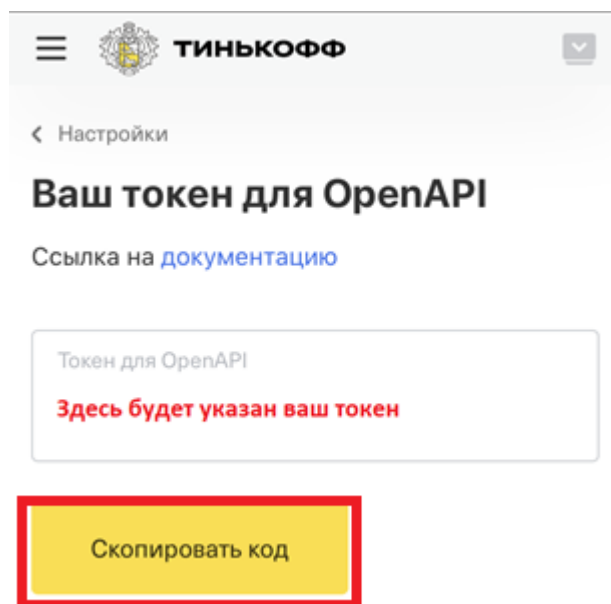 ТИНЬКОФФ
Настройки
Ваш токен для OpenAPI
Ссылка на документацию
Токен для OpenAPI
Здесь будет указан ваш токен
Скопировать код